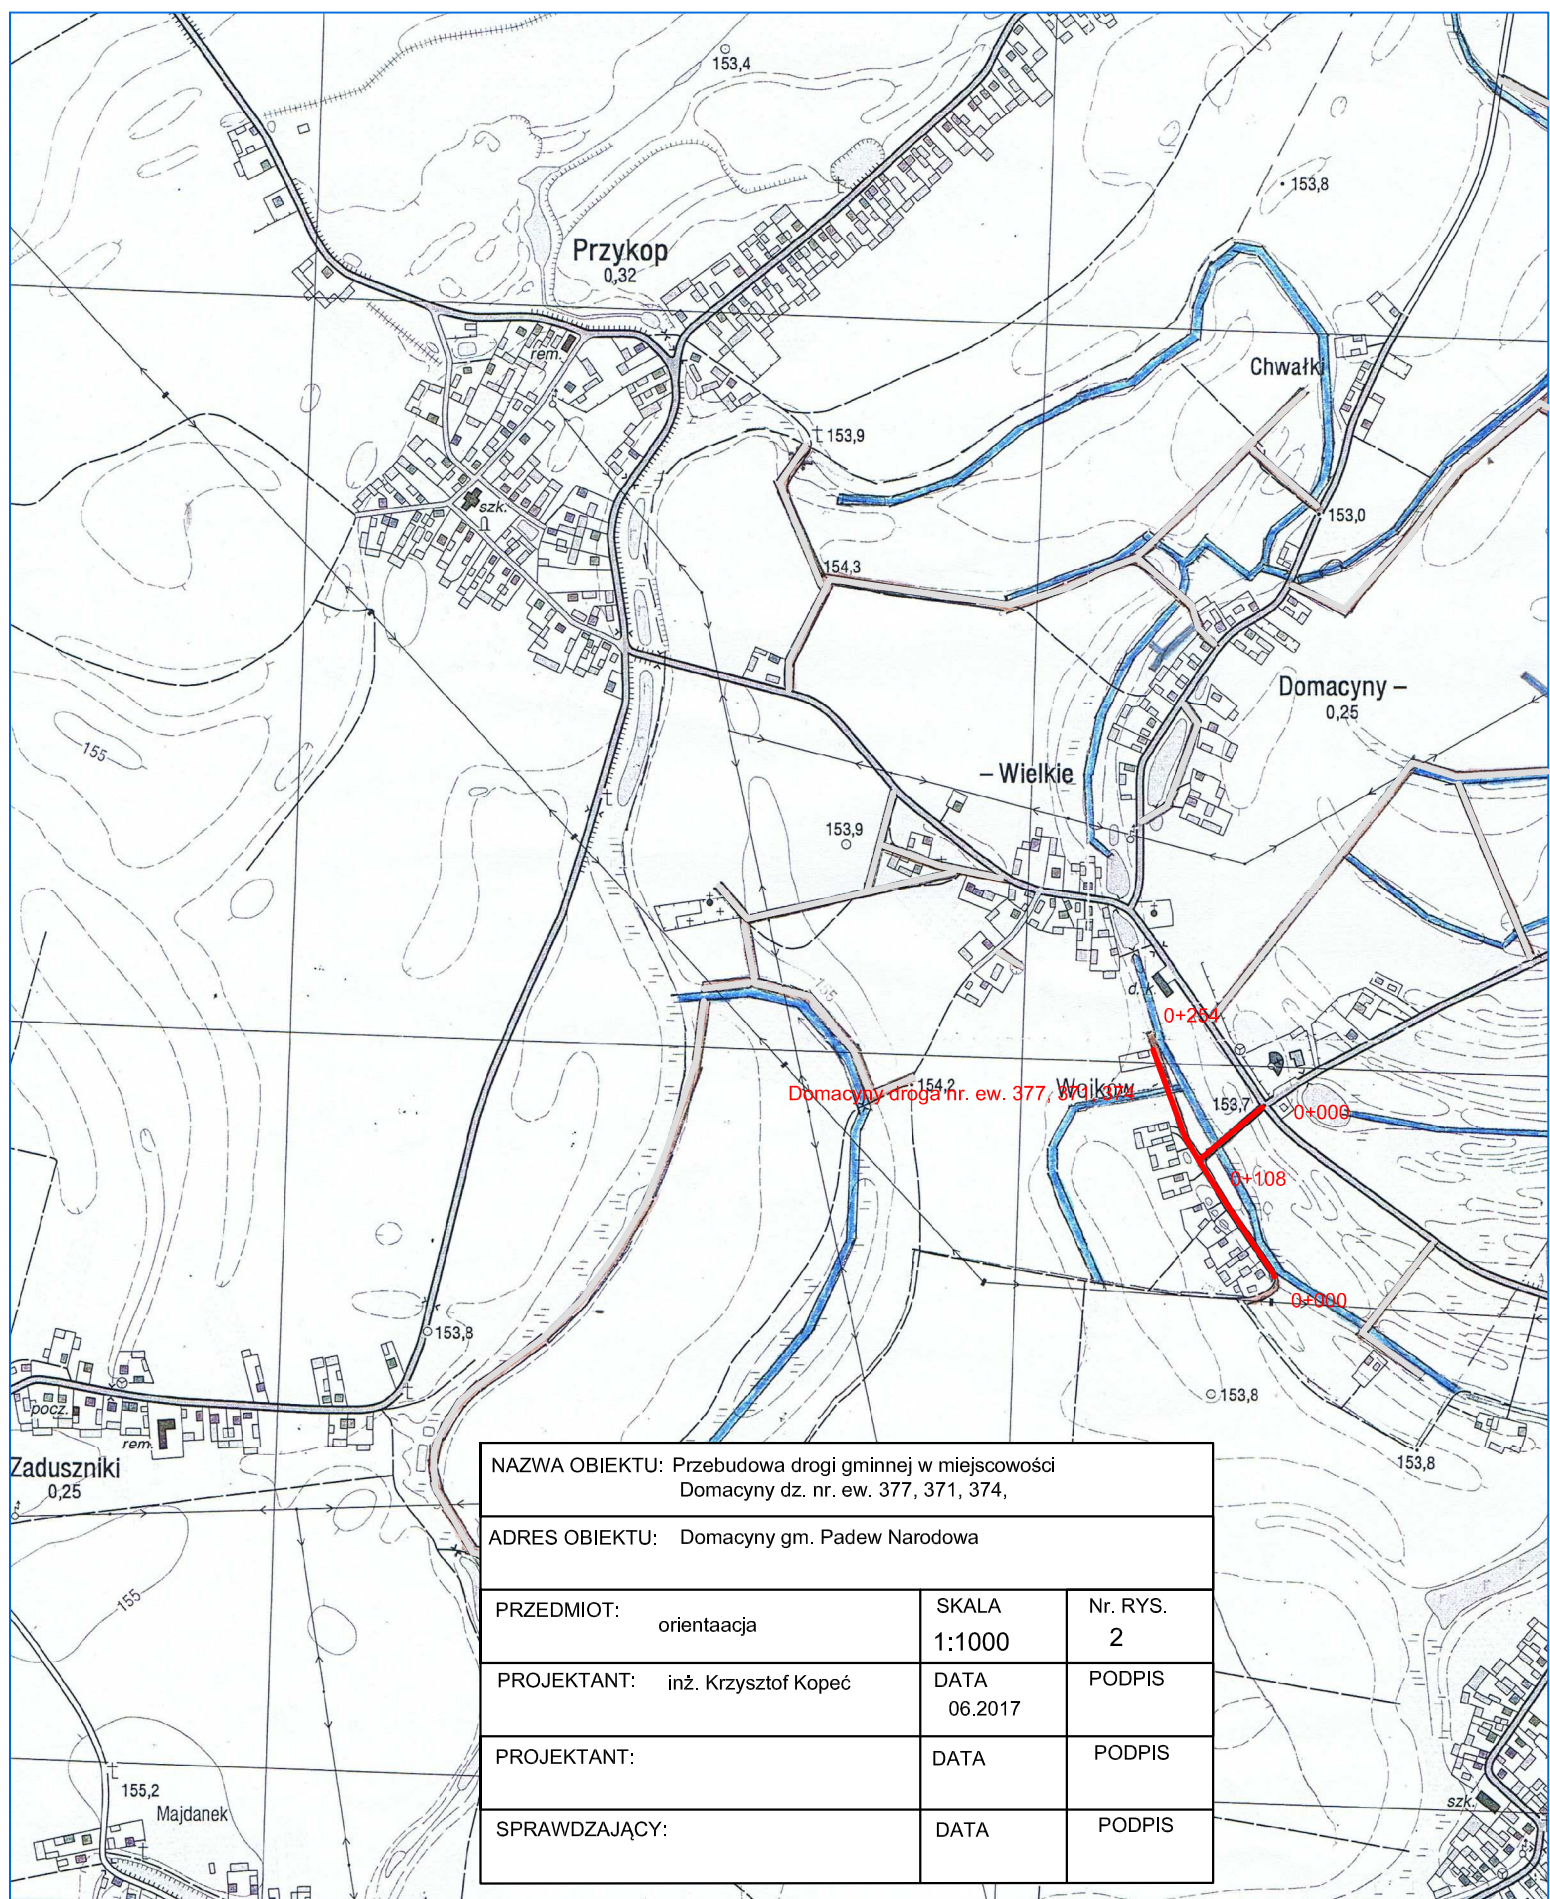 153,4
153,8
Przykop
0,32
rem.
Chwałki
153,9
szk.
153,0
154,3
Domacyny –
0,25
155
– Wielkie
153,9
d. k.
155
0+254
154,2
Domacyny droga nr. ew. 377, 371, 374
153,7
0+000
0+108
0+000
153,8
153,8
pocz.
rem.
Zaduszniki
0,25
153,8
155
NAZWA OBIEKTU: Przebudowa drogi gminnej w miejscowości
Domacyny dz. nr. ew. 377, 371, 374,
ADRES OBIEKTU: Domacyny gm. Padew Narodowa
PRZEDMIOT: orientaacja
SKALA
1:1000
Nr. RYS.
2
PROJEKTANT: inż. Krzysztof Kopeć
DATA
06.2017
PODPIS
PROJEKTANT:
DATA
PODPIS
SPRAWDZAJĄCY:
DATA
PODPIS
155,2
Majdanek
szk.